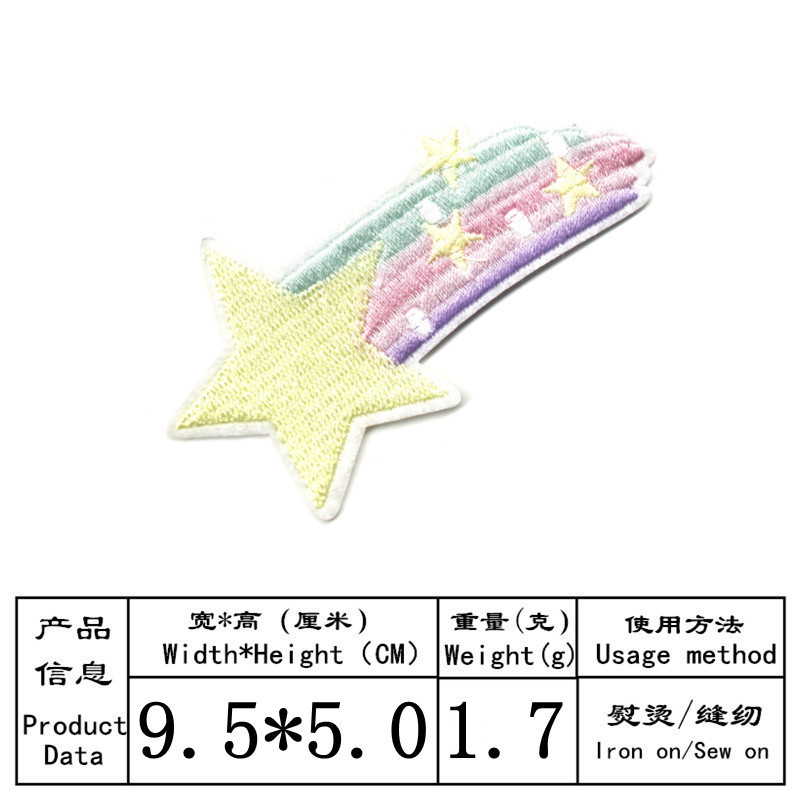 产品
信息
Product
Data
宽*高 (厘米)
Width*Height (CM)
9.5*5.0
重量(克)
Weight(g)
1.7
使用方法
Usage method
熨烫/缝纫
Iron on/Sew on